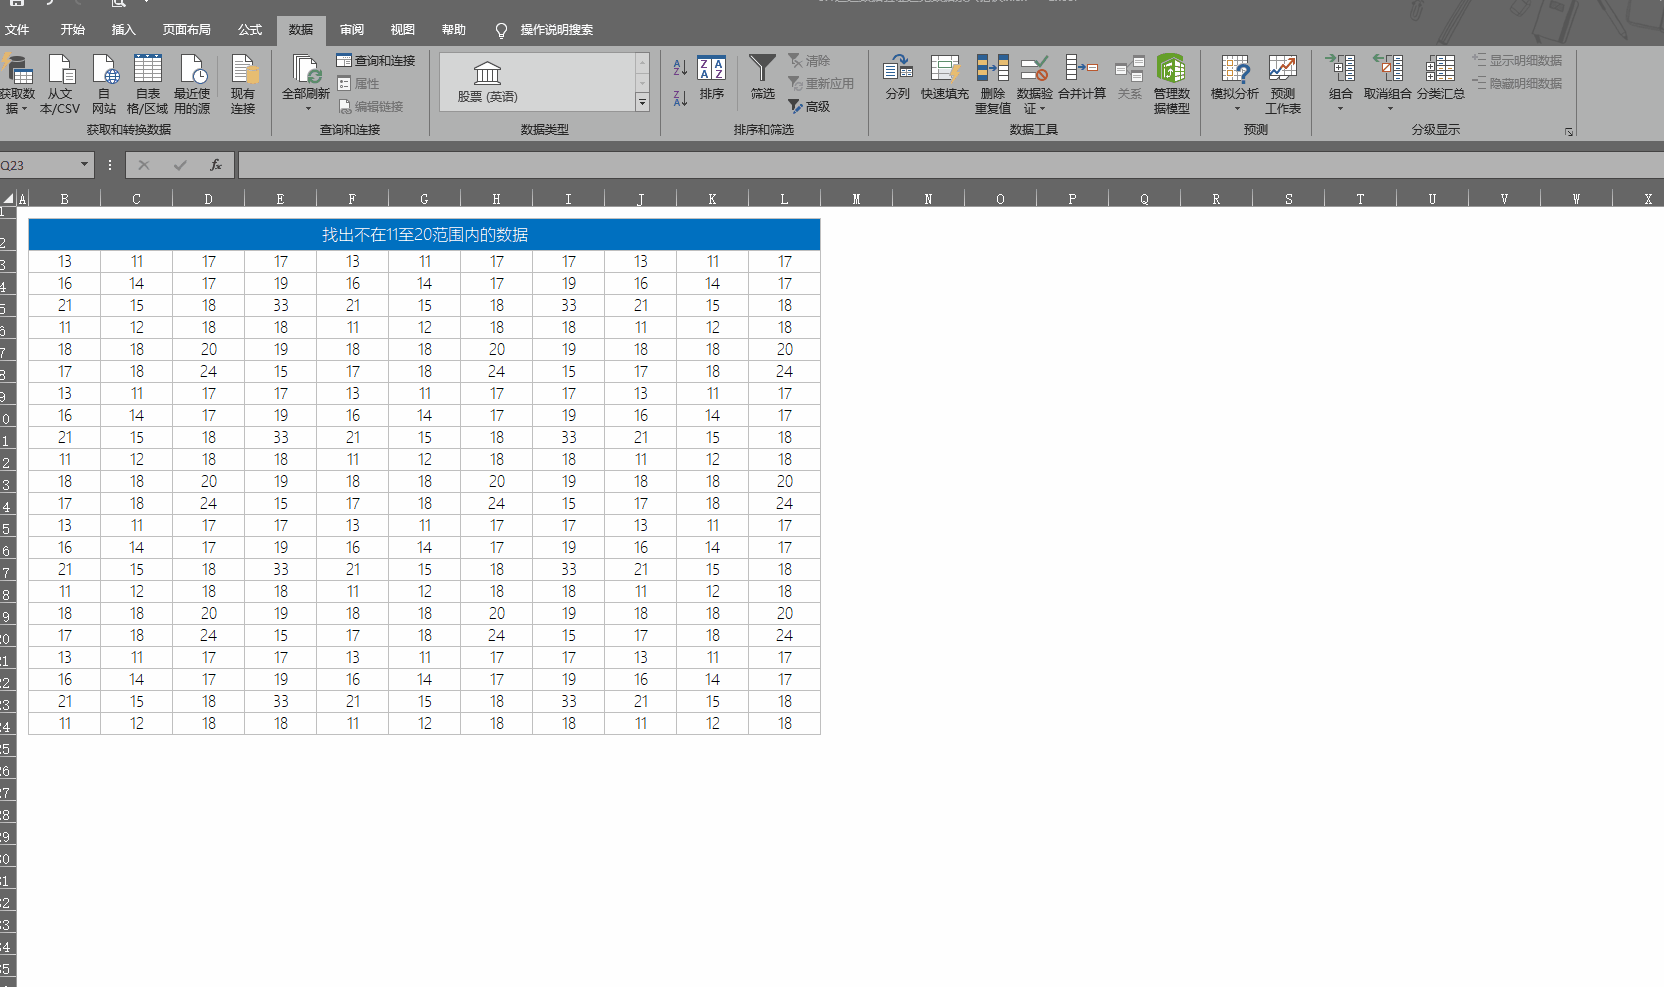 文件 开始 插入 页面布局 公式 数据 审阅 视图 帮助 操作说明搜索
获取数据 从文本/CSV 自网站 自表格/区域 最近使用的源 现有连接
获取和转换数据
全部刷新 查询和连接 属性 编辑链接
查询和连接
股票 (英语)
数据类型
排序 筛选 清除 重新应用 高级
排序和筛选
分列 快速填充 删除重复值 数据验证 合并计算 关系 管理数据模型
数据工具
模拟分析 预测工作表
预测
组合 取消组合 分类汇总 显示明细数据 隐藏明细数据
分级显示
Q23 fx
A B C D E F G H I J K L M N O P Q R S T U V W X
找出不在11至20范围内的数据
13 11 17 17 13 11 17 17 13 11 17
16 14 17 19 16 14 17 19 16 14 17
21 15 18 33 21 15 18 33 21 15 18
11 12 18 18 11 12 18 18 11 12 18
18 18 20 19 18 18 20 19 18 18 20
17 18 24 15 17 18 24 15 17 18 24
13 11 17 17 13 11 17 17 13 11 17
16 14 17 19 16 14 17 19 16 14 17
21 15 18 33 21 15 18 33 21 15 18
11 12 18 18 11 12 18 18 11 12 18
18 18 20 19 18 18 20 19 18 18 20
17 18 24 15 17 18 24 15 17 18 24
13 11 17 17 13 11 17 17 13 11 17
16 14 17 19 16 14 17 19 16 14 17
21 15 18 33 21 15 18 33 21 15 18
11 12 18 18 11 12 18 18 11 12 18
18 18 20 19 18 18 20 19 18 18 20
17 18 24 15 17 18 24 15 17 18 24
13 11 17 17 13 11 17 17 13 11 17
16 14 17 19 16 14 17 19 16 14 17
21 15 18 33 21 15 18 33 21 15 18
11 12 18 18 11 12 18 18 11 12 18